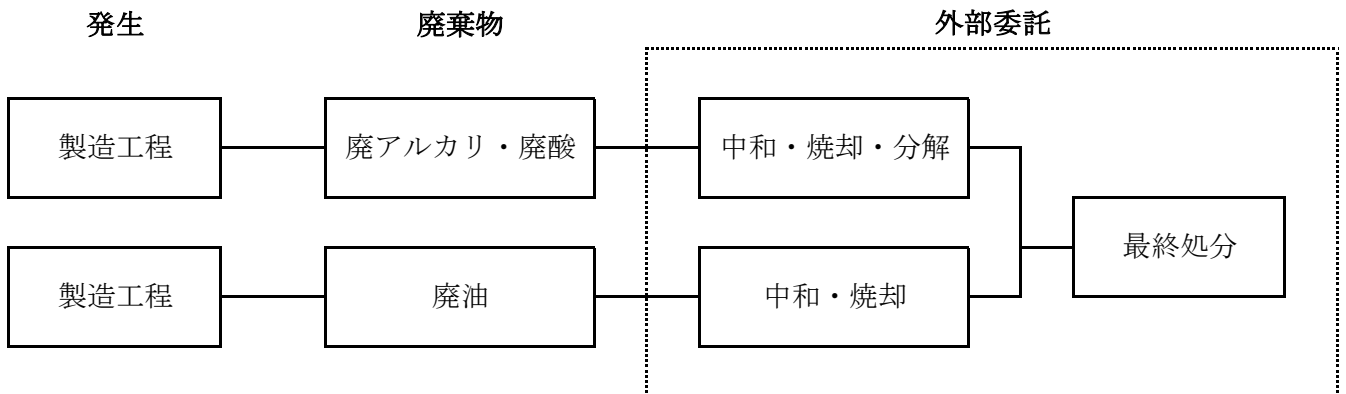 発生
廃棄物
外部委託
製造工程
廃アルカリ・廃酸
中和・焼却・分解
製造工程
廃油
中和・焼却
最終処分